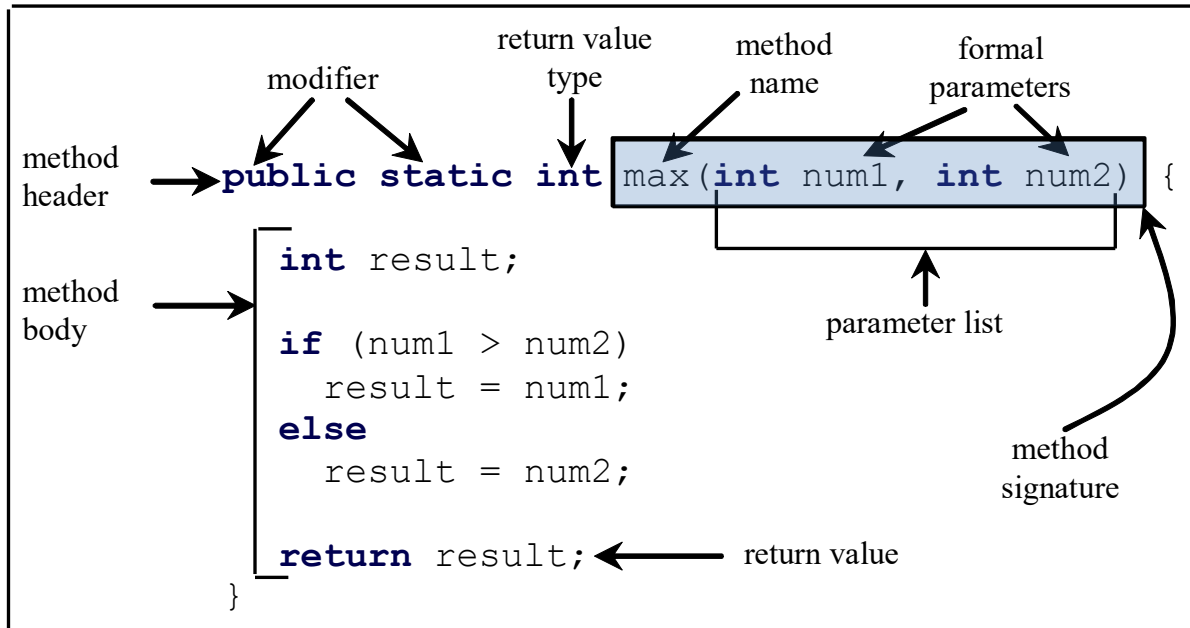 return value
type
method
name
formal
parameters
modifier
method
header
public static int max(int num1, int num2) {
int result;
method
body
parameter list
if (num1 > num2)
result = num1;
else
result = num2;
method
signature
return result;
return value
}